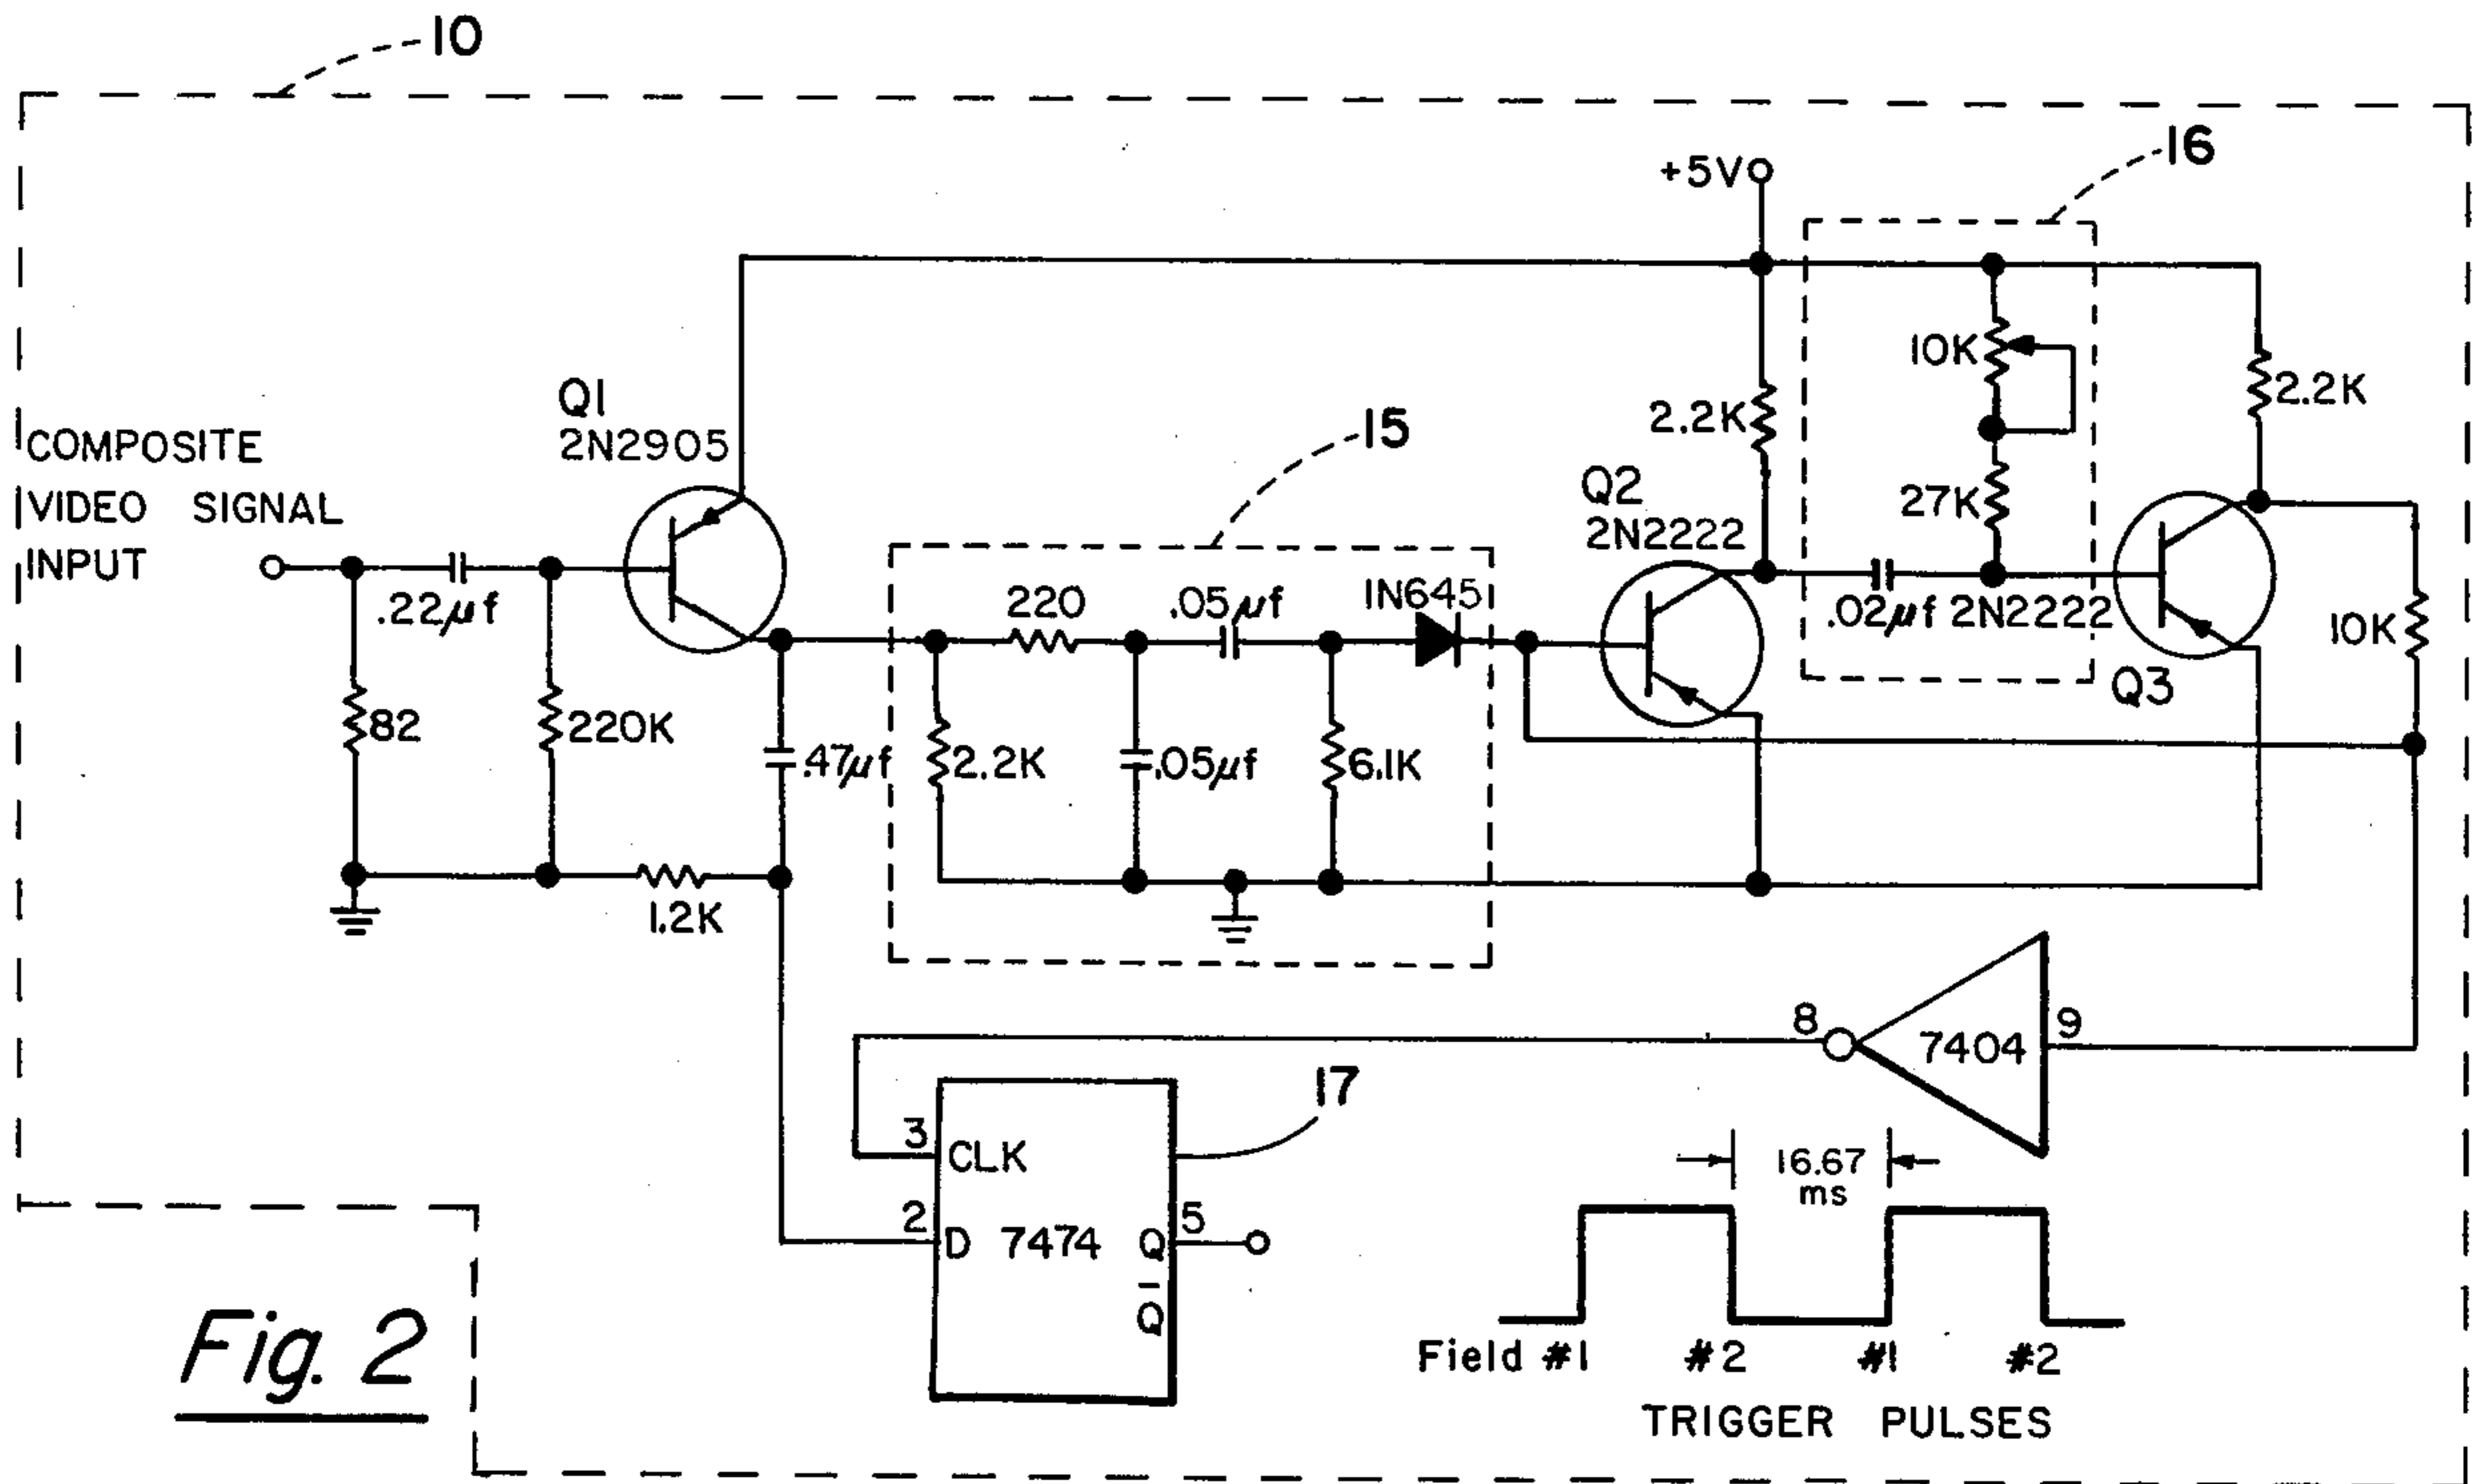 10
+5V
16
10K
2.2K
Q1
2N2905
COMPOSITE
VIDEO SIGNAL
INPUT
15
2.2K
Q2
2N2222
27K
.22µf
220
.05µf
IN645
.02µf
2N2222
10K
82
220K
.47µf
2.2K
.05µf
6.1K
Q3
1.2K
8
7404
9
17
3
CLK
16.67
ms
2
D
7474
Q
5
Q̅
Field #1
#2
#1
#2
TRIGGER PULSES
Fig. 2